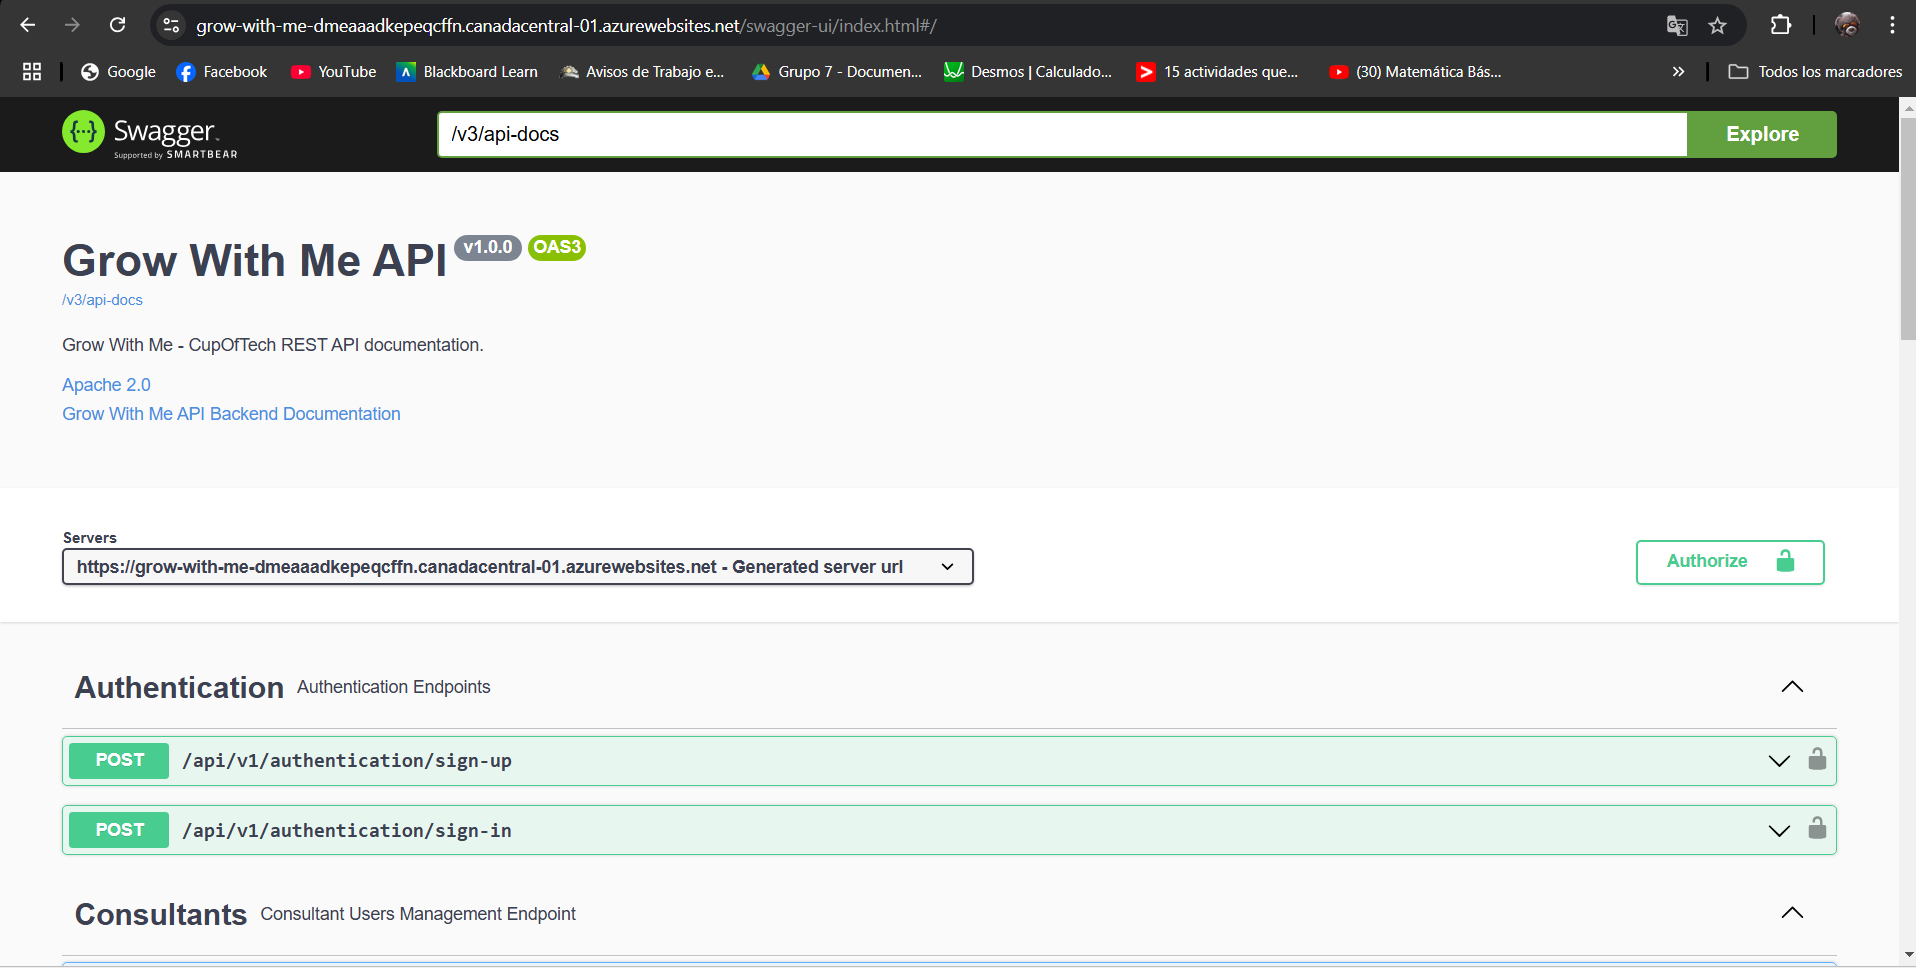 grow-with-me-dmeaaadkepeqcffn.canadacentral-01.azurewebsites.net/swagger-ui/index.html#/
Google Facebook YouTube Blackboard Learn Avisos de Trabajo e... Grupo 7 - Documen... Desmos | Calculado... 15 actividades que... (30) Matemática Bás... » Todos los marcadores
Swagger
Supported by SMARTBEAR
/v3/api-docs
Explore
Grow With Me API v1.0.0 OAS3
/v3/api-docs
Grow With Me - CupOfTech REST API documentation.
Apache 2.0
Grow With Me API Backend Documentation
Servers
https://grow-with-me-dmeaaadkepeqcffn.canadacentral-01.azurewebsites.net - Generated server url
Authorize
Authentication Authentication Endpoints
POST /api/v1/authentication/sign-up
POST /api/v1/authentication/sign-in
Consultants Consultant Users Management Endpoint